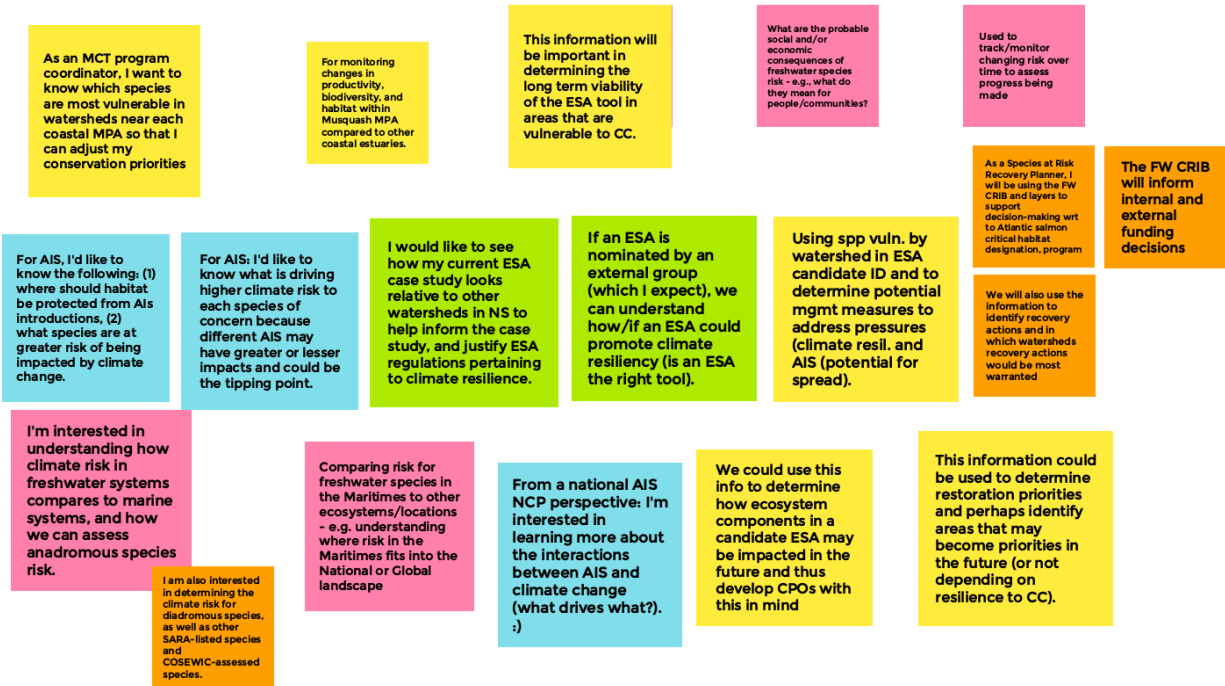 As an MCT program
coordinator, I want to
know which species
are most vulnerable in
watersheds near each
coastal MPA so that I
can adjust my
conservation priorities
For monitoring
changes in
productivity,
biodiversity, and
habitat within
Musquash MPA
compared to other
coastal estuaries.
This information will
be important in
determining the
long term viability
of the ESA tool in
areas that are
vulnerable to CC.
What are the probable
social and/or
economic
consequences of
freshwater species
risk - e.g., what do
they mean for
people/communities?
Used to
track/monitor
changing risk over
time to assess
progress being
made
As a Species at Risk
Recovery Planner, I
will be using the FW
CRIB and layers to
support
decision-making wrt
to Atlantic salmon
critical habitat
designation, program
The FW CRIB
will inform
internal and
external
funding
decisions
For AIS, I'd like to
know the following: (1)
where should habitat
be protected from AIs
introductions, (2)
what species are at
greater risk of being
impacted by climate
change.
For AIS: I'd like to
know what is driving
higher climate risk to
each species of
concern because
different AIS may
have greater or lesser
impacts and could be
the tipping point.
I would like to see
how my current ESA
case study looks
relative to other
watersheds in NS to
help inform the case
study, and justify ESA
regulations pertaining
to climate resilience.
If an ESA is
nominated by an
external group
(which I expect), we
can understand
how/if an ESA could
promote climate
resiliency (is an ESA
the right tool).
Using spp vuln. by
watershed in ESA
candidate ID and to
determine potential
mgmt measures to
address pressures
(climate resil. and
AIS (potential for
spread).
We will also use the
information to
identify recovery
actions and in
which watersheds
recovery actions
would be most
warranted
I'm interested in
understanding how
climate risk in
freshwater systems
compares to marine
systems, and how
we can assess
anadromous species
risk.
I am also interested
in determining the
climate risk for
diadromous species,
as well as other
SARA-listed species
and
COSEWIC-assessed
species.
Comparing risk for
freshwater species in
the Maritimes to other
ecosystems/locations
- e.g. understanding
where risk in the
Maritimes fits into the
National or Global
landscape
From a national AIS
NCP perspective: I'm
interested in
learning more about
the interactions
between AIS and
climate change
(what drives what?).
:)
We could use this
info to determine
how ecosystem
components in a
candidate ESA may
be impacted in the
future and thus
develop CPOs with
this in mind
This information could
be used to determine
restoration priorities
and perhaps identify
areas that may
become priorities in
the future (or not
depending on
resilience to CC).